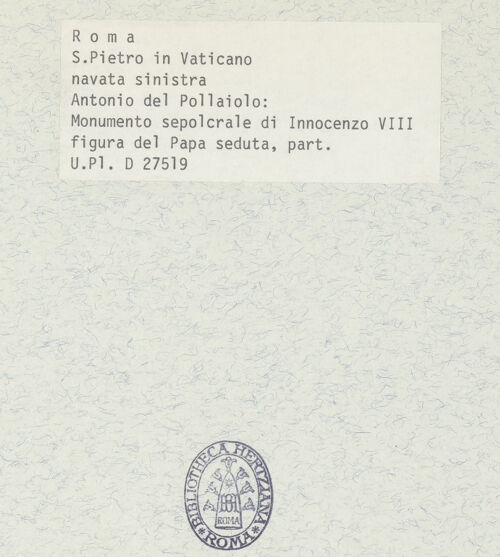 R o m a
S.Pietro in Vaticano
navata sinistra
Antonio del Pollaiolo:
Monumento sepolcrale di Innocenzo VIII
figura del Papa seduta, part.
U.Pl. D 27519
*BIBLIOTHECA HERTZIANA*
ROMA
ROMA